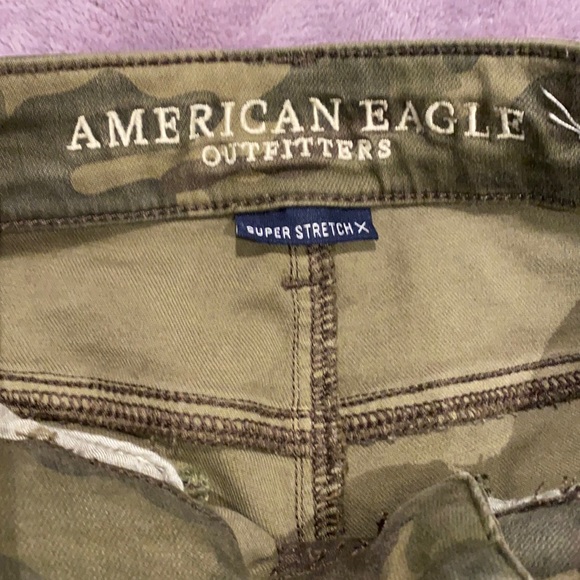 AMERICAN EAGLE
OUTFITTERS
SUPER STRETCH X